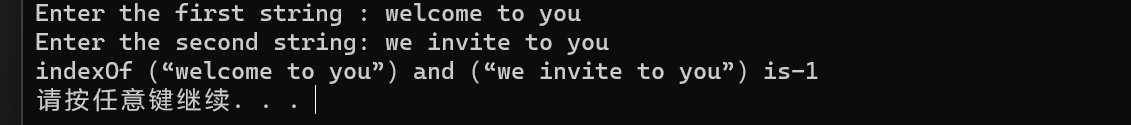 Enter the first string : welcome to you
Enter the second string: we invite to you
indexOf (“welcome to you”) and (“we invite to you”) is-1
请按任意键继续. . .